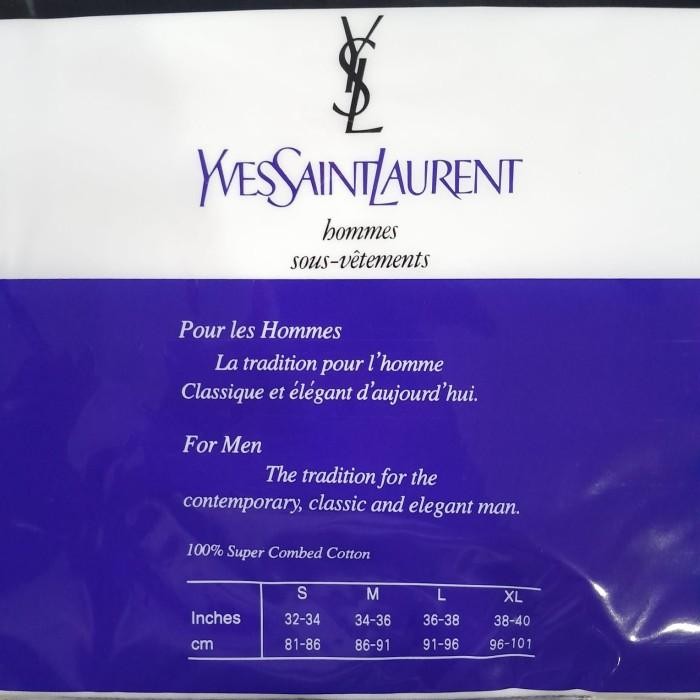 YSL
YVESSAINTLAURENT
hommes
sous-vêtements
Pour les Hommes
La tradition pour l'homme
Classique et élégant d'aujourd'hui.
For Men
The tradition for the
contemporary, classic and elegant man.
100% Super Combed Cotton
S M L XL
Inches 32-34 34-36 36-38 38-40
cm 81-86 86-91 91-96 96-101